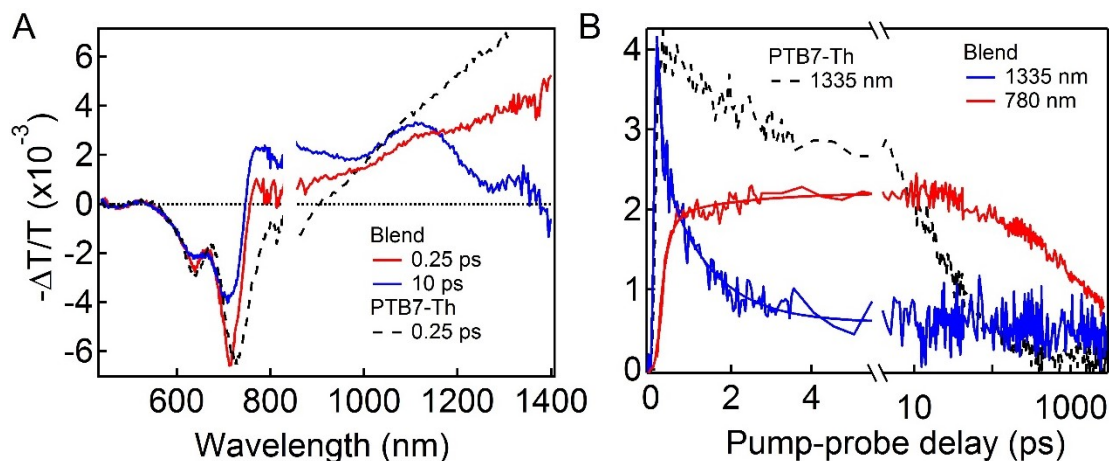 A
-ΔT/T (x10⁻³)
6
4
2
0
-2
-4
-6
Blend
0.25 ps
10 ps
PTB7-Th
0.25 ps
600 800 1000 1200 1400
Wavelength (nm)
B
4
3
2
1
0
PTB7-Th
1335 nm
Blend
1335 nm
780 nm
0 2 4 10 1000
Pump-probe delay (ps)